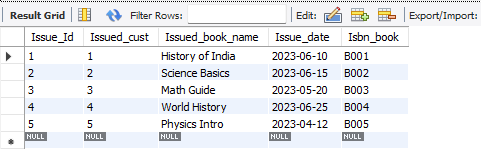 Result Grid Filter Rows: Edit: Export/Import:
Issue_Id Issued_cust Issued_book_name Issue_date Isbn_book
1 1 History of India 2023-06-10 B001
2 2 Science Basics 2023-06-15 B002
3 3 Math Guide 2023-05-20 B003
4 4 World History 2023-06-25 B004
5 5 Physics Intro 2023-04-12 B005
NULL NULL NULL NULL NULL